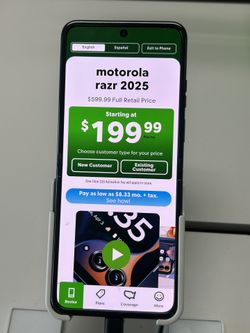 English Español Exit to Phone
motorola
razr 2025
$599.99 Full Retail Price
Starting at
$199.99
Choose customer type for your price
New Customer Existing Customer
Pay as low as $8.33 mo. + tax.
See how!
Device Plans Coverage More